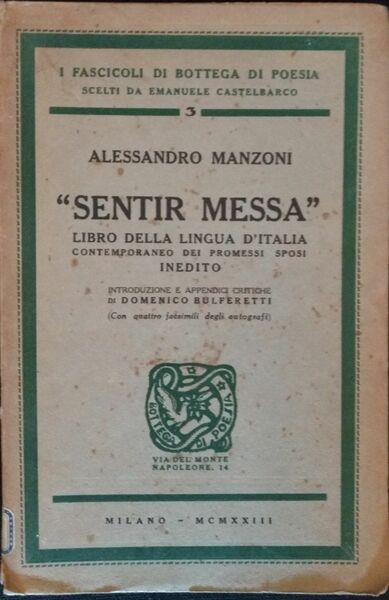 I FASCICOLI DI BOTTEGA DI POESIA
SCELTI DA EMANUELE CASTELBARCO
3
ALESSANDRO MANZONI
"SENTIR MESSA"
LIBRO DELLA LINGUA D'ITALIA
CONTEMPORANEO DEI PROMESSI SPOSI
INEDITO
INTRODUZIONE E APPENDICI CRITICHE
DI DOMENICO BULFERETTI
(Con quattro facsimili degli autografi)
BOTTEGA DI POESIA
VIA DEL MONTE
NAPOLEONE, 14
MILANO - MCMXXIII